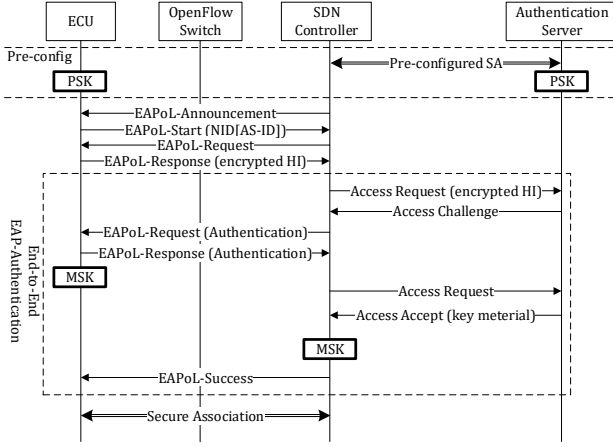 ECU
OpenFlow
Switch
SDN
Controller
Authentication
Server
Pre-config
Pre-configured SA
PSK
PSK
EAPoL-Announcement
EAPoL-Start (NID[AS-ID])
EAPoL-Request
EAPoL-Response (encrypted HI)
Access Request (encrypted HI)
Access Challenge
EAPoL-Request (Authentication)
EAPoL-Response (Authentication)
End-to-End
EAP-Authentication
MSK
Access Request
Access Accept (key meterial)
MSK
EAPoL-Success
Secure Association